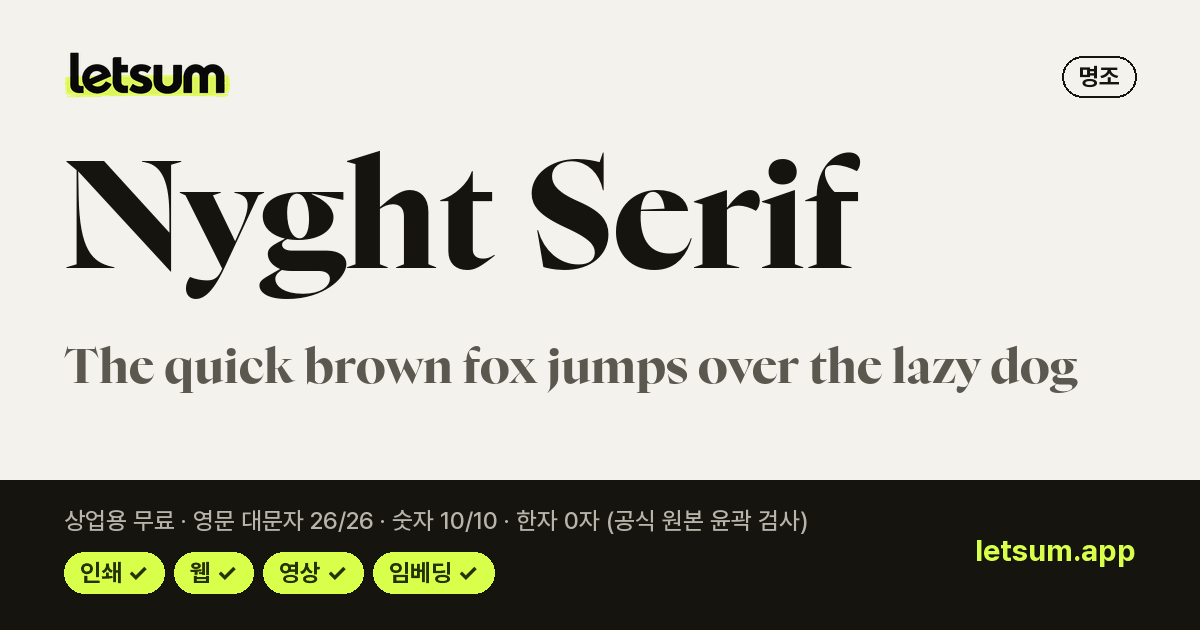 letsum
명조
Nyght Serif
The quick brown fox jumps over the lazy dog
상업용 무료 · 영문 대문자 26/26 · 숫자 10/10 · 한자 0자 (공식 원본 윤곽 검사)
인쇄 ✓ 웹 ✓ 영상 ✓ 임베딩 ✓
letsum.app